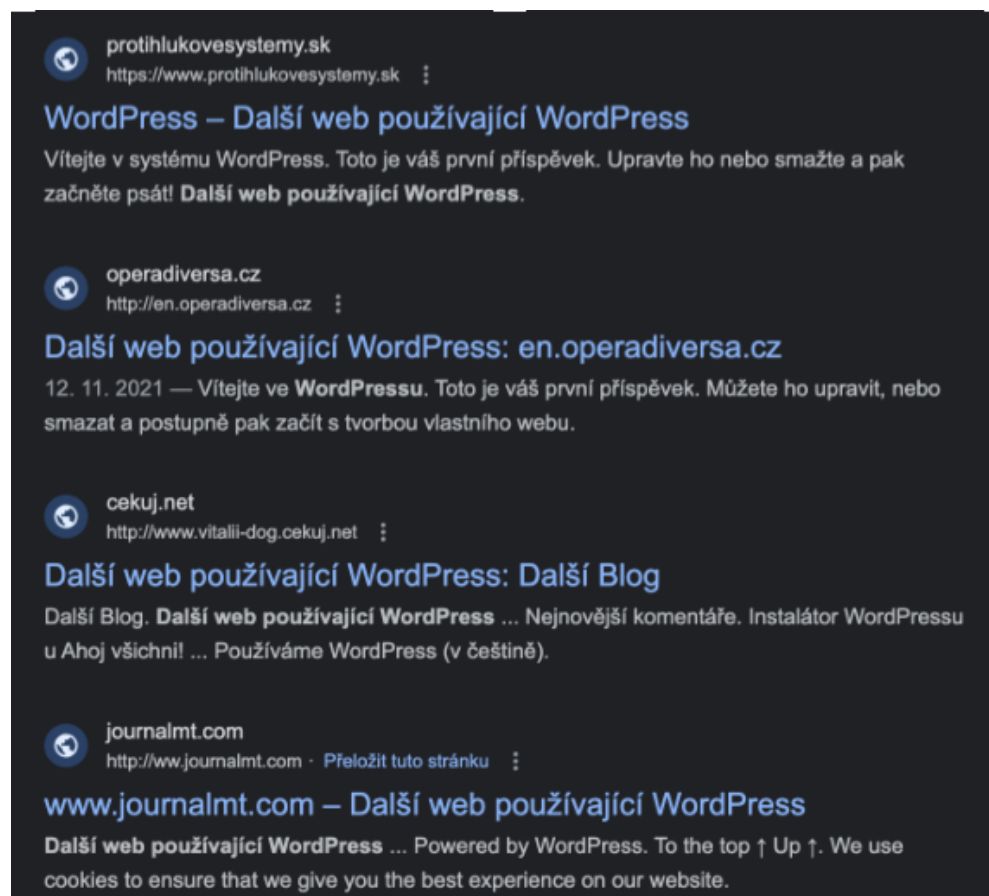 protihlukovesystemy.sk
https://www.protihlukovesystemy.sk
WordPress – Další web používající WordPress
Vítejte v systému WordPress. Toto je váš první příspěvek. Upravte ho nebo smažte a pak
začněte psát! Další web používající WordPress.
operadiversa.cz
http://en.operadiversa.cz
Další web používající WordPress: en.operadiversa.cz
12. 11. 2021 — Vítejte ve WordPressu. Toto je váš první příspěvek. Můžete ho upravit, nebo
smazat a postupně pak začít s tvorbou vlastního webu.
cekuj.net
http://www.vitalii-dog.cekuj.net
Další web používající WordPress: Další Blog
Další Blog. Další web používající WordPress ... Nejnovější komentáře. Instalátor WordPressu
u Ahoj všichni! ... Používáme WordPress (v češtině).
journalmt.com
http://ww.journalmt.com · Přeložit tuto stránku
www.journalmt.com – Další web používající WordPress
Další web používající WordPress ... Powered by WordPress. To the top ↑ Up ↑. We use
cookies to ensure that we give you the best experience on our website.